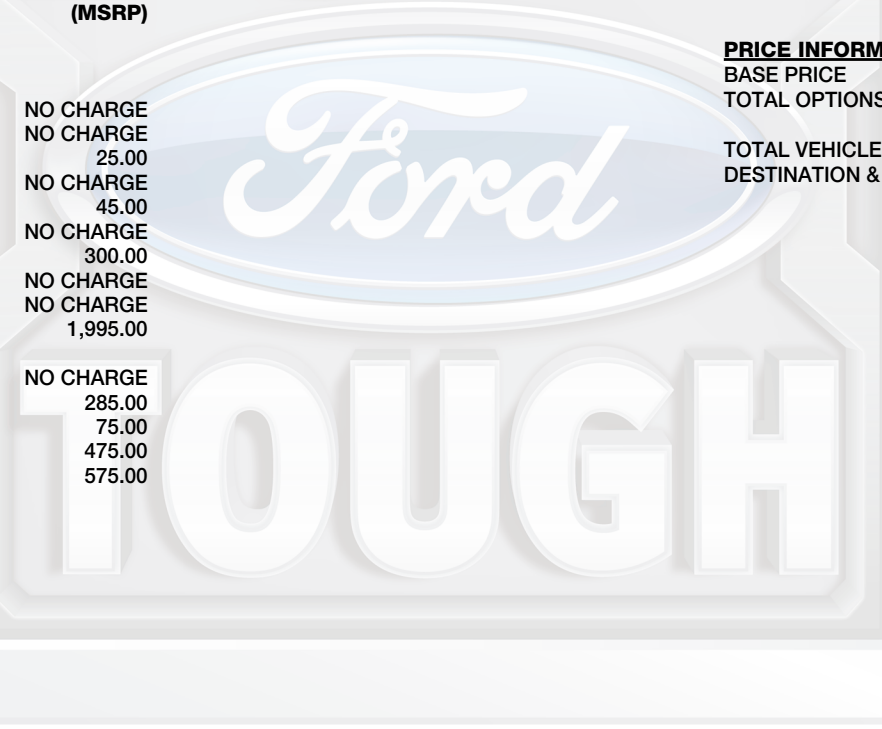 (MSRP)
NO CHARGE
NO CHARGE
25.00
NO CHARGE
45.00
NO CHARGE
300.00
NO CHARGE
NO CHARGE
1,995.00
NO CHARGE
285.00
75.00
475.00
575.00
PRICE INFORM
BASE PRICE
TOTAL OPTIONS
TOTAL VEHICLE
DESTINATION &
Ford
TOUGH